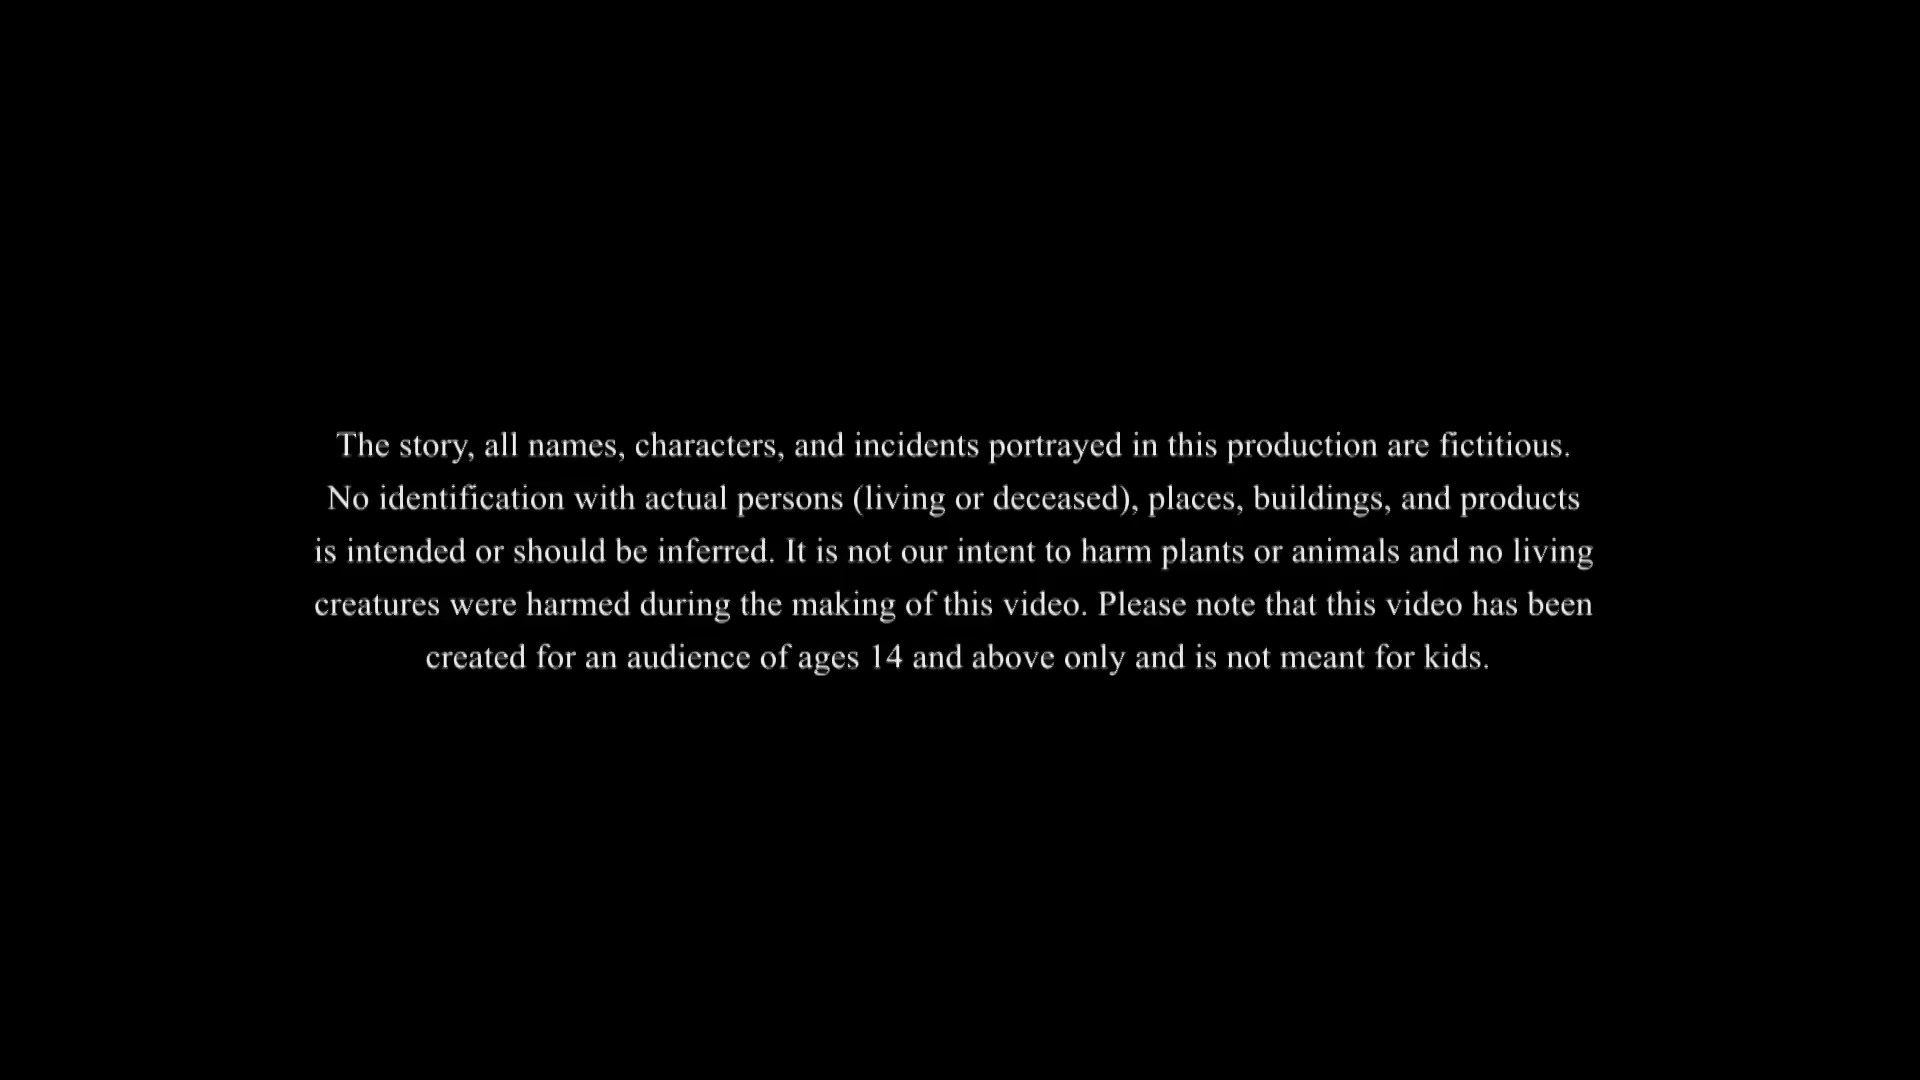 The story, all names, characters, and incidents portrayed in this production are fictitious.
No identification with actual persons (living or deceased), places, buildings, and products
is intended or should be inferred. It is not our intent to harm plants or animals and no living
creatures were harmed during the making of this video. Please note that this video has been
created for an audience of ages 14 and above only and is not meant for kids.